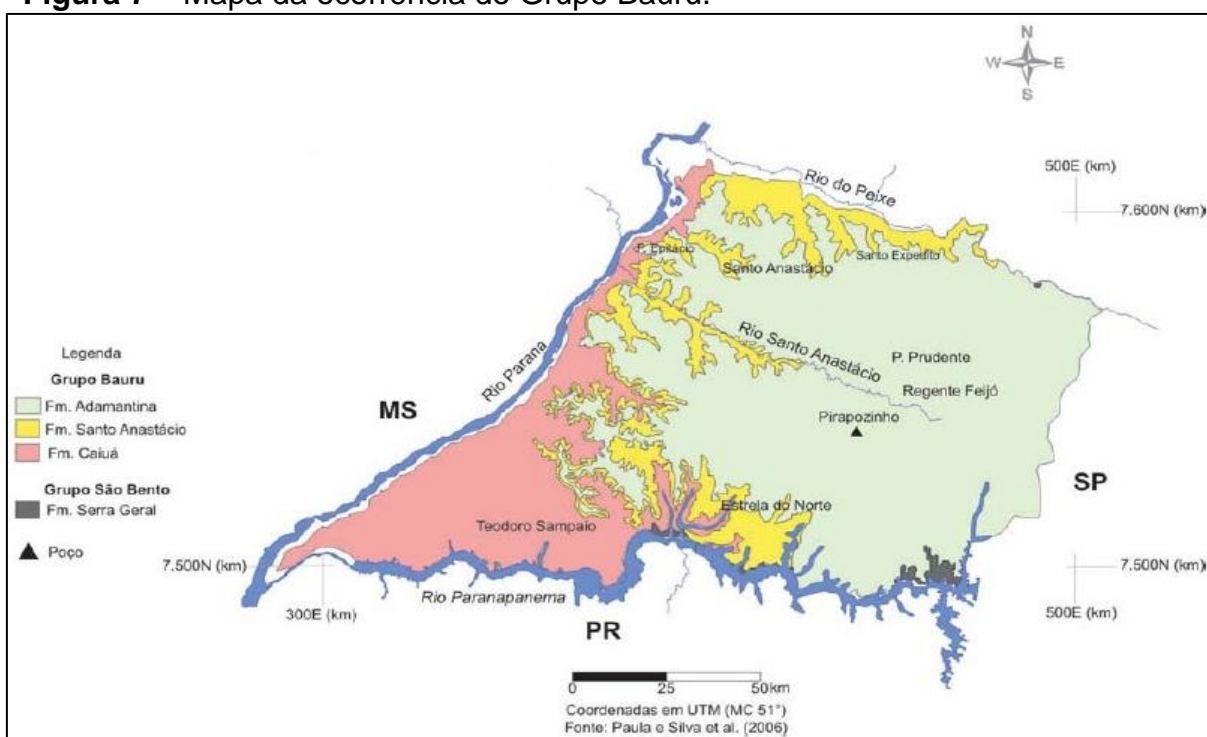 Figura 7 – Mapa da ocorrência do Grupo Bauru.
N
W E
S
500E (km)
7.600N (km)
Rio do Peixe
P. Epitácio
Santo Anastácio
Santo Expedito
Rio Parana
Rio Santo Anastácio
P. Prudente
Regente Feijó
Pirapozinho
MS
SP
Legenda
Grupo Bauru
Fm. Adamantina
Fm. Santo Anastácio
Fm. Caiuá
Grupo São Bento
Fm. Serra Geral
Poço
Estrela do Norte
Teodoro Sampaio
7.500N (km)
7.500N (km)
300E (km)
Rio Paranapanema
500E (km)
PR
0 25 50km
Coordenadas em UTM (MC 51°)
Fonte: Paula e Silva et al. (2006)